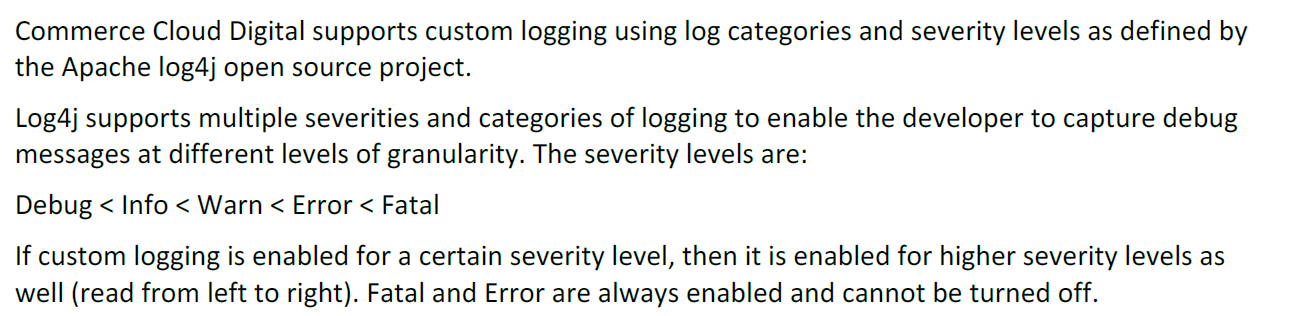 Commerce Cloud Digital supports custom logging using log categories and severity levels as defined by
the Apache log4j open source project.
Log4j supports multiple severities and categories of logging to enable the developer to capture debug
messages at different levels of granularity. The severity levels are:
Debug < Info < Warn < Error < Fatal
If custom logging is enabled for a certain severity level, then it is enabled for higher severity levels as
well (read from left to right). Fatal and Error are always enabled and cannot be turned off.